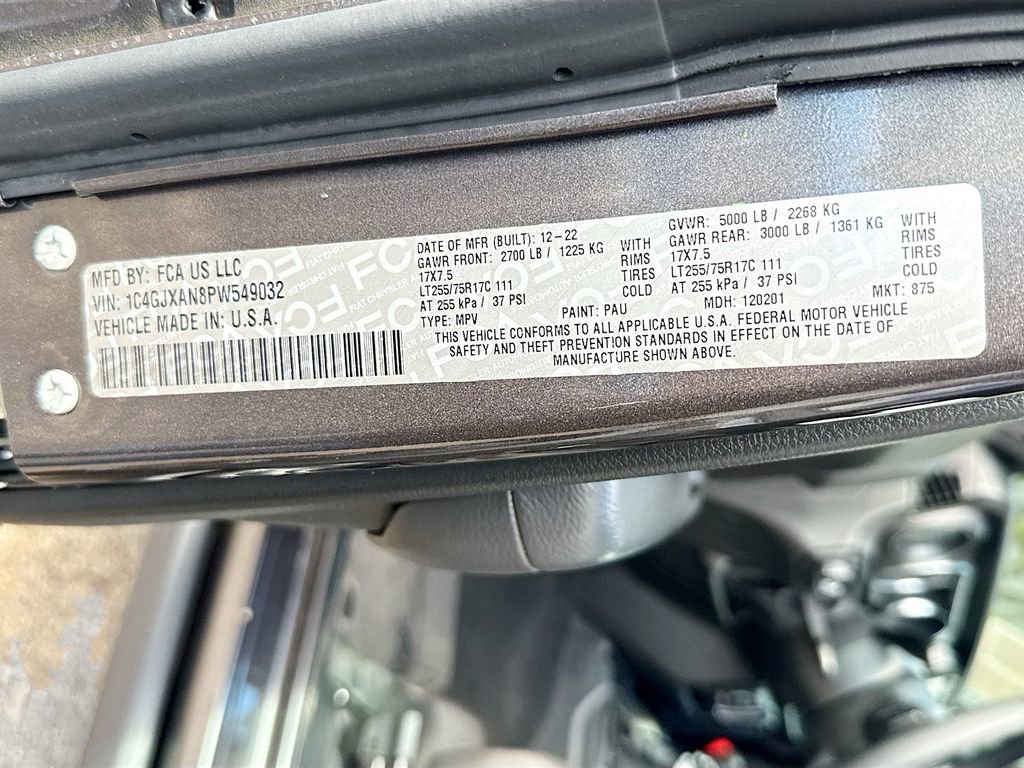 MFD BY: FCA US LLC
VIN: 1C4GJXAN8PW549032
VEHICLE MADE IN: U.S.A.
DATE OF MFR (BUILT): 12-22
GAWR FRONT: 2700 LB / 1225 KG WITH
17X7.5 RIMS
LT255/75R17C 111 TIRES
AT 255 kPa / 37 PSI COLD
TYPE: MPV PAINT: PAU
GVWR: 5000 LB / 2268 KG
GAWR REAR: 3000 LB / 1361 KG WITH
17X7.5 RIMS
LT255/75R17C 111 TIRES
AT 255 kPa / 37 PSI COLD
MDH: 120201 MKT: 875
THIS VEHICLE CONFORMS TO ALL APPLICABLE U.S.A. FEDERAL MOTOR VEHICLE
SAFETY AND THEFT PREVENTION STANDARDS IN EFFECT ON THE DATE OF
MANUFACTURE SHOWN ABOVE.